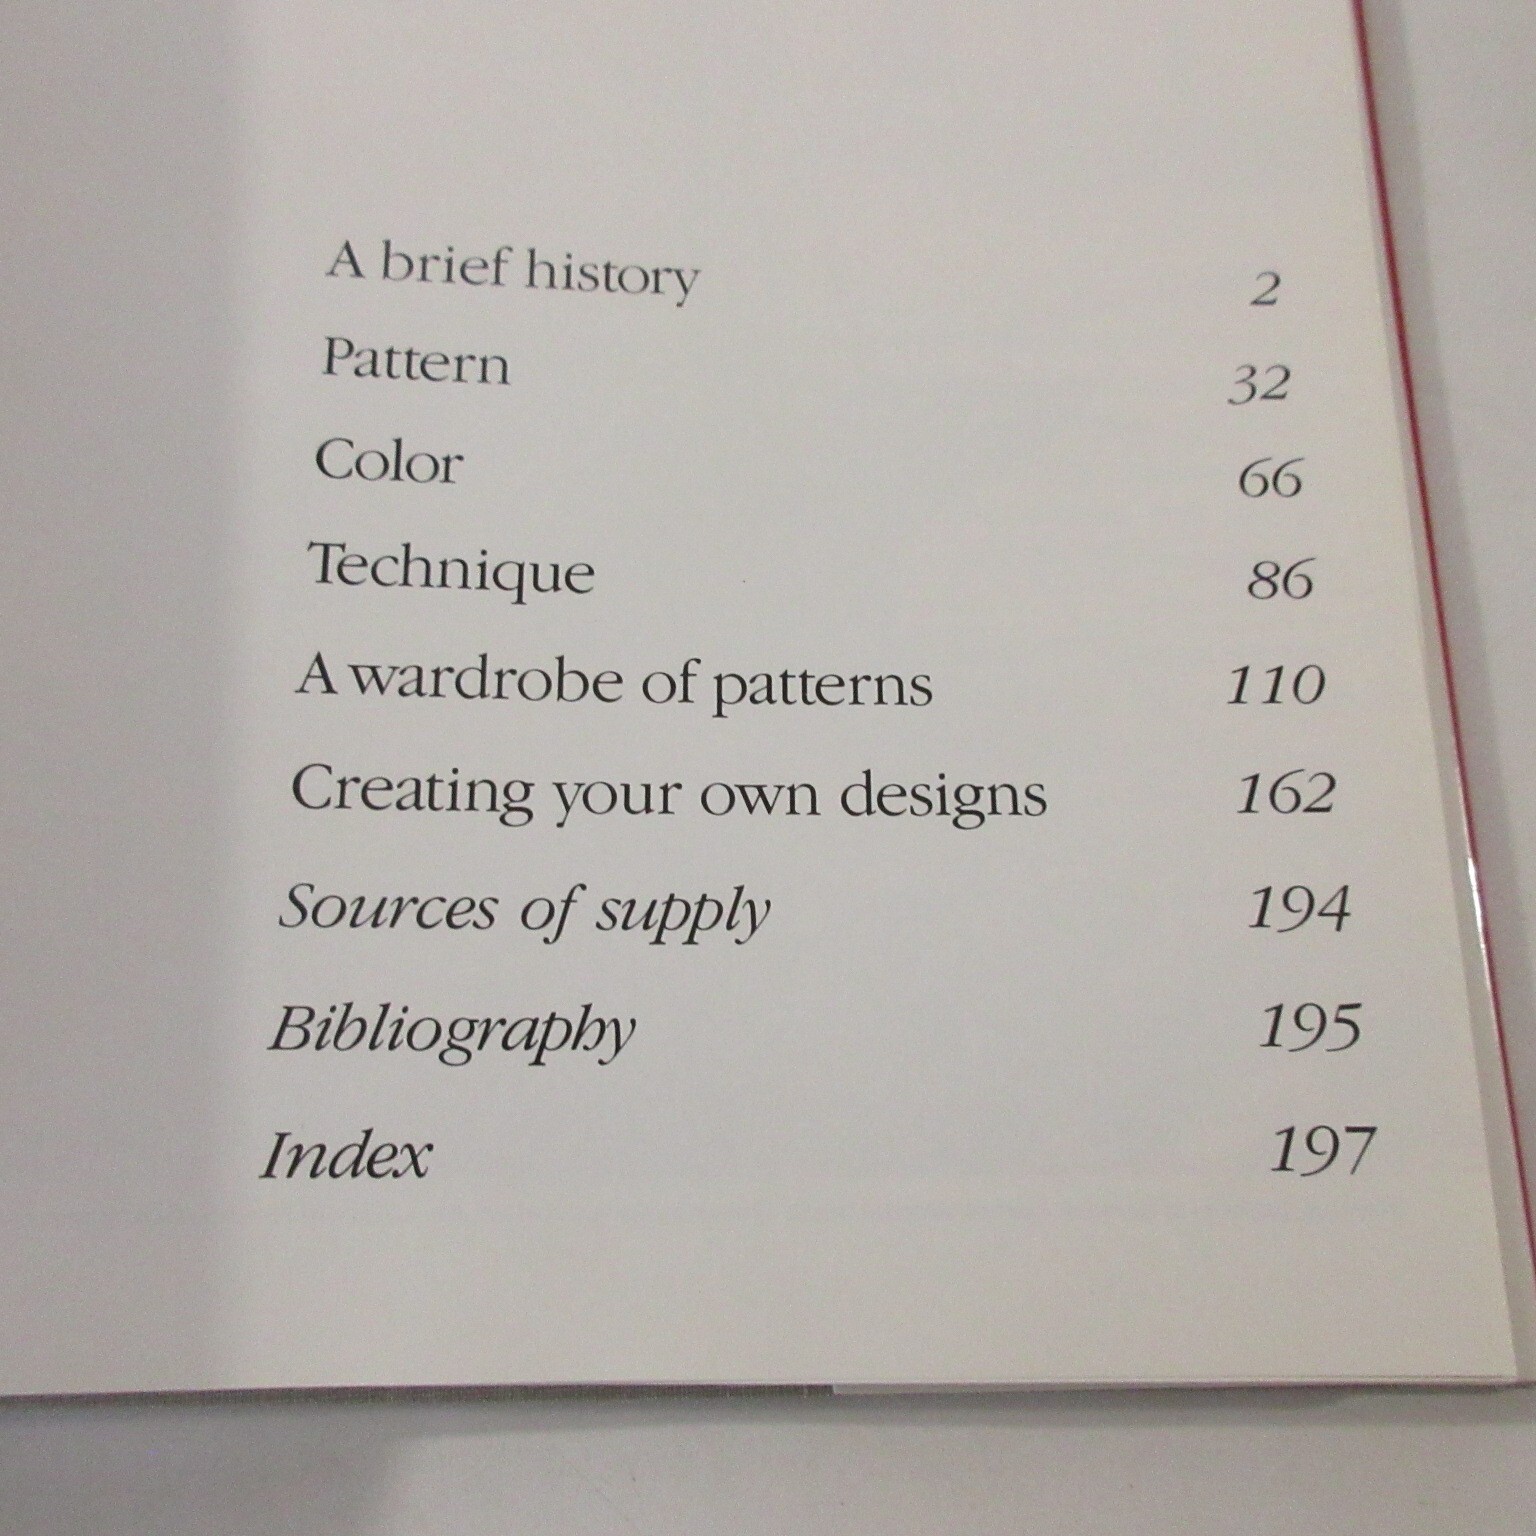 A brief history 2
Pattern 32
Color 66
Technique 86
A wardrobe of patterns 110
Creating your own designs 162
Sources of supply 194
Bibliography 195
Index 197